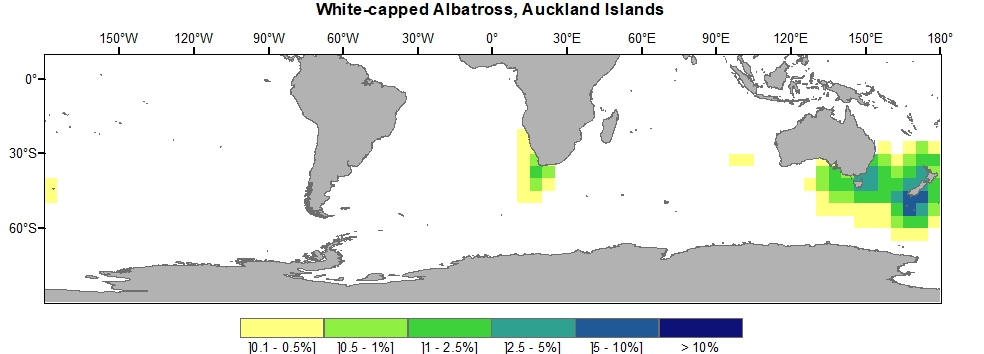 White-capped Albatross, Auckland Islands
150°W 120°W 90°W 60°W 30°W 0° 30°E 60°E 90°E 120°E 150°E 180°
0°
30°S
60°S
]0.1 - 0.5%] ]0.5 - 1%] ]1 - 2.5%] ]2.5 - 5%] ]5 - 10%] > 10%